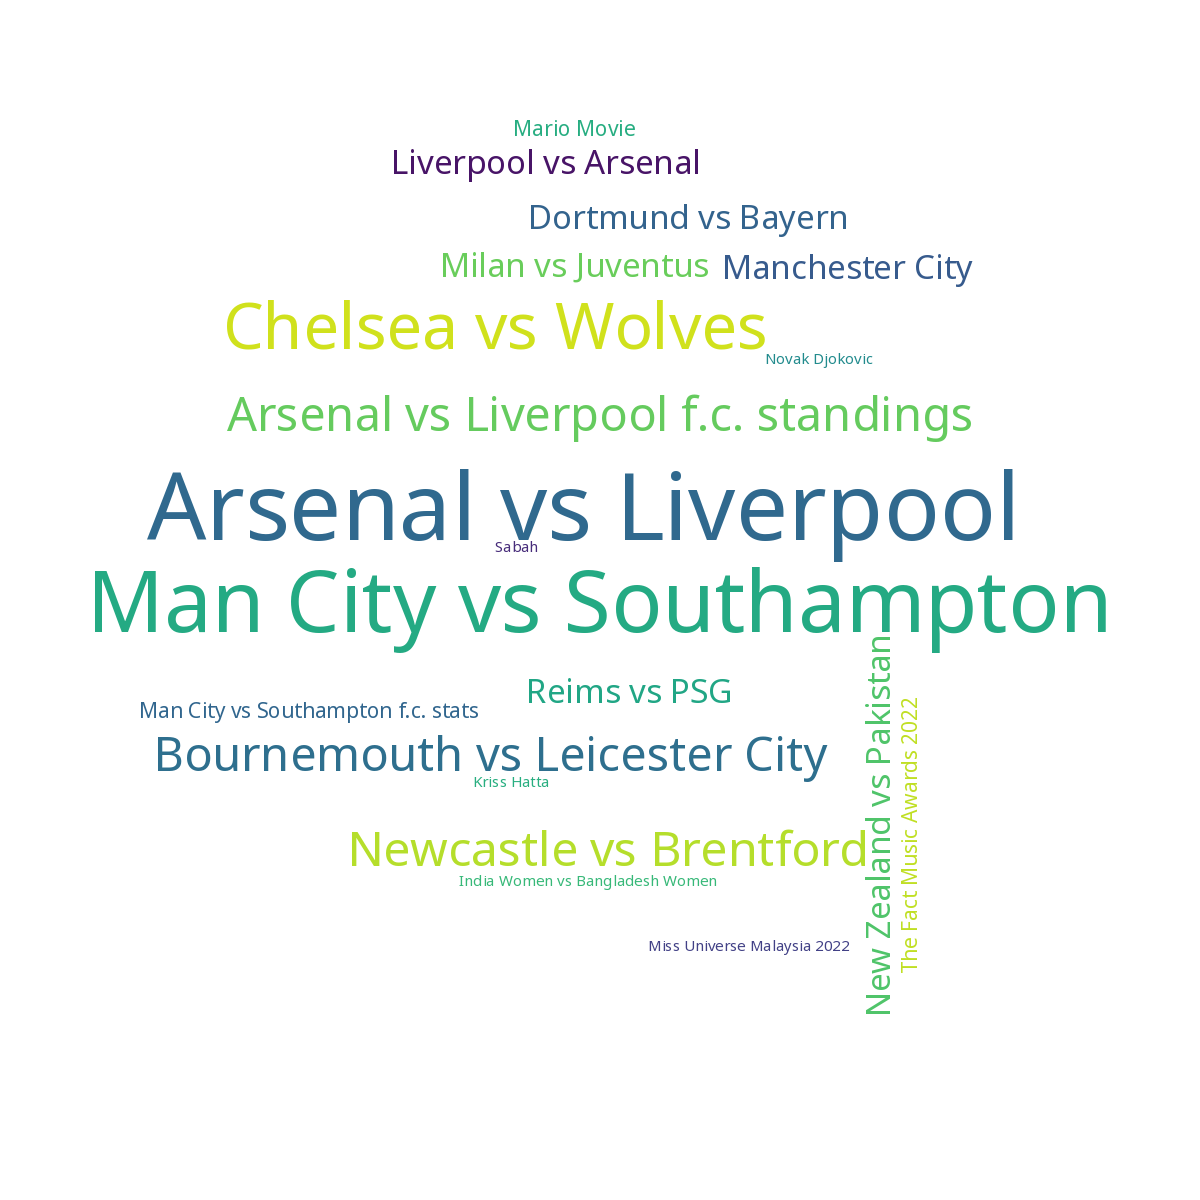 Mario Movie
Liverpool vs Arsenal
Dortmund vs Bayern
Milan vs Juventus
Manchester City
Chelsea vs Wolves
Novak Djokovic
Arsenal vs Liverpool f.c. standings
Arsenal vs Liverpool
Sabah
Man City vs Southampton
Reims vs PSG
Man City vs Southampton f.c. stats
Bournemouth vs Leicester City
Kriss Hatta
Newcastle vs Brentford
India Women vs Bangladesh Women
Miss Universe Malaysia 2022
New Zealand vs Pakistan
The Fact Music Awards 2022